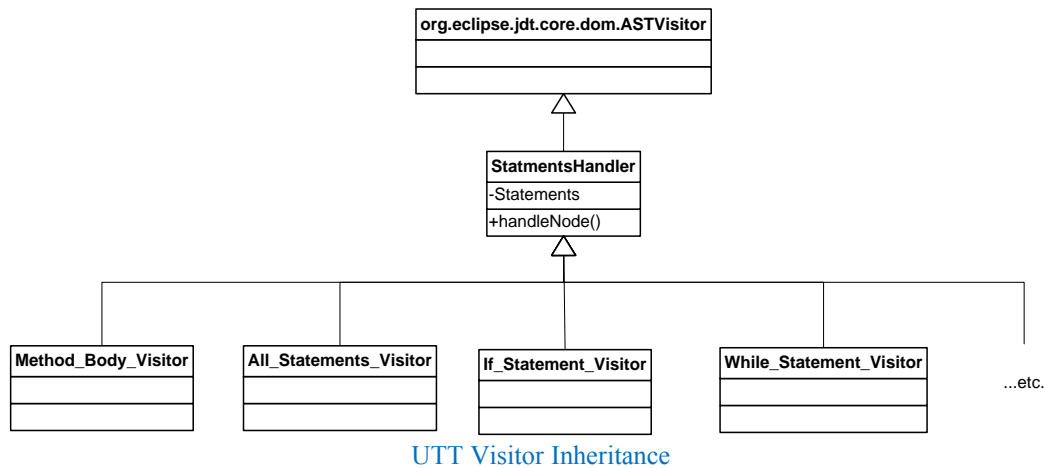 org.eclipse.jdt.core.dom.ASTVisitor
StatmentsHandler
-Statements
+handleNode()
Method_Body_Visitor
All_Statements_Visitor
If_Statement_Visitor
While_Statement_Visitor
...etc.
UTT Visitor Inheritance